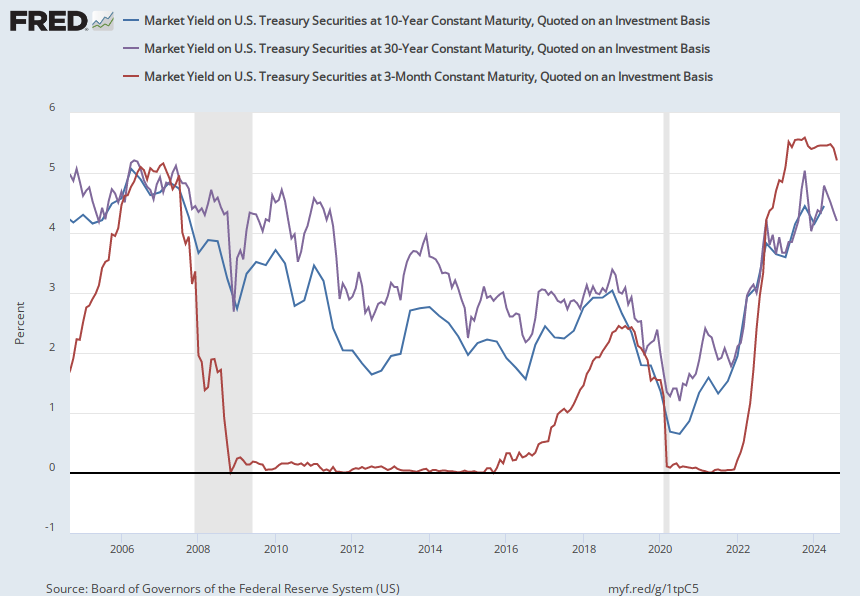 FRED
Market Yield on U.S. Treasury Securities at 10-Year Constant Maturity, Quoted on an Investment Basis
Market Yield on U.S. Treasury Securities at 30-Year Constant Maturity, Quoted on an Investment Basis
Market Yield on U.S. Treasury Securities at 3-Month Constant Maturity, Quoted on an Investment Basis
6
5
4
3
2
1
0
-1
Percent
2006 2008 2010 2012 2014 2016 2018 2020 2022 2024
Source: Board of Governors of the Federal Reserve System (US) myf.red/g/1tpC5